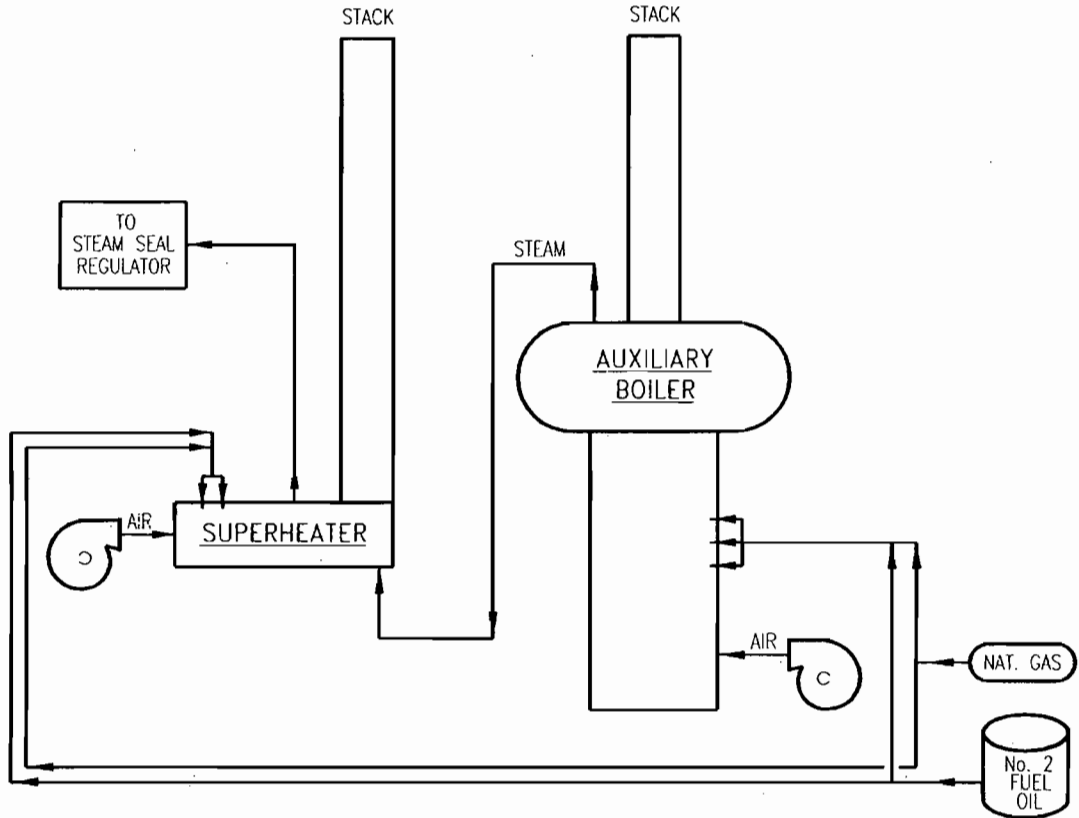 STACK
STACK
TO
STEAM SEAL
REGULATOR
STEAM
AUXILIARY
BOILER
AIR
SUPERHEATER
AIR
NAT. GAS
No. 2
FUEL
OIL